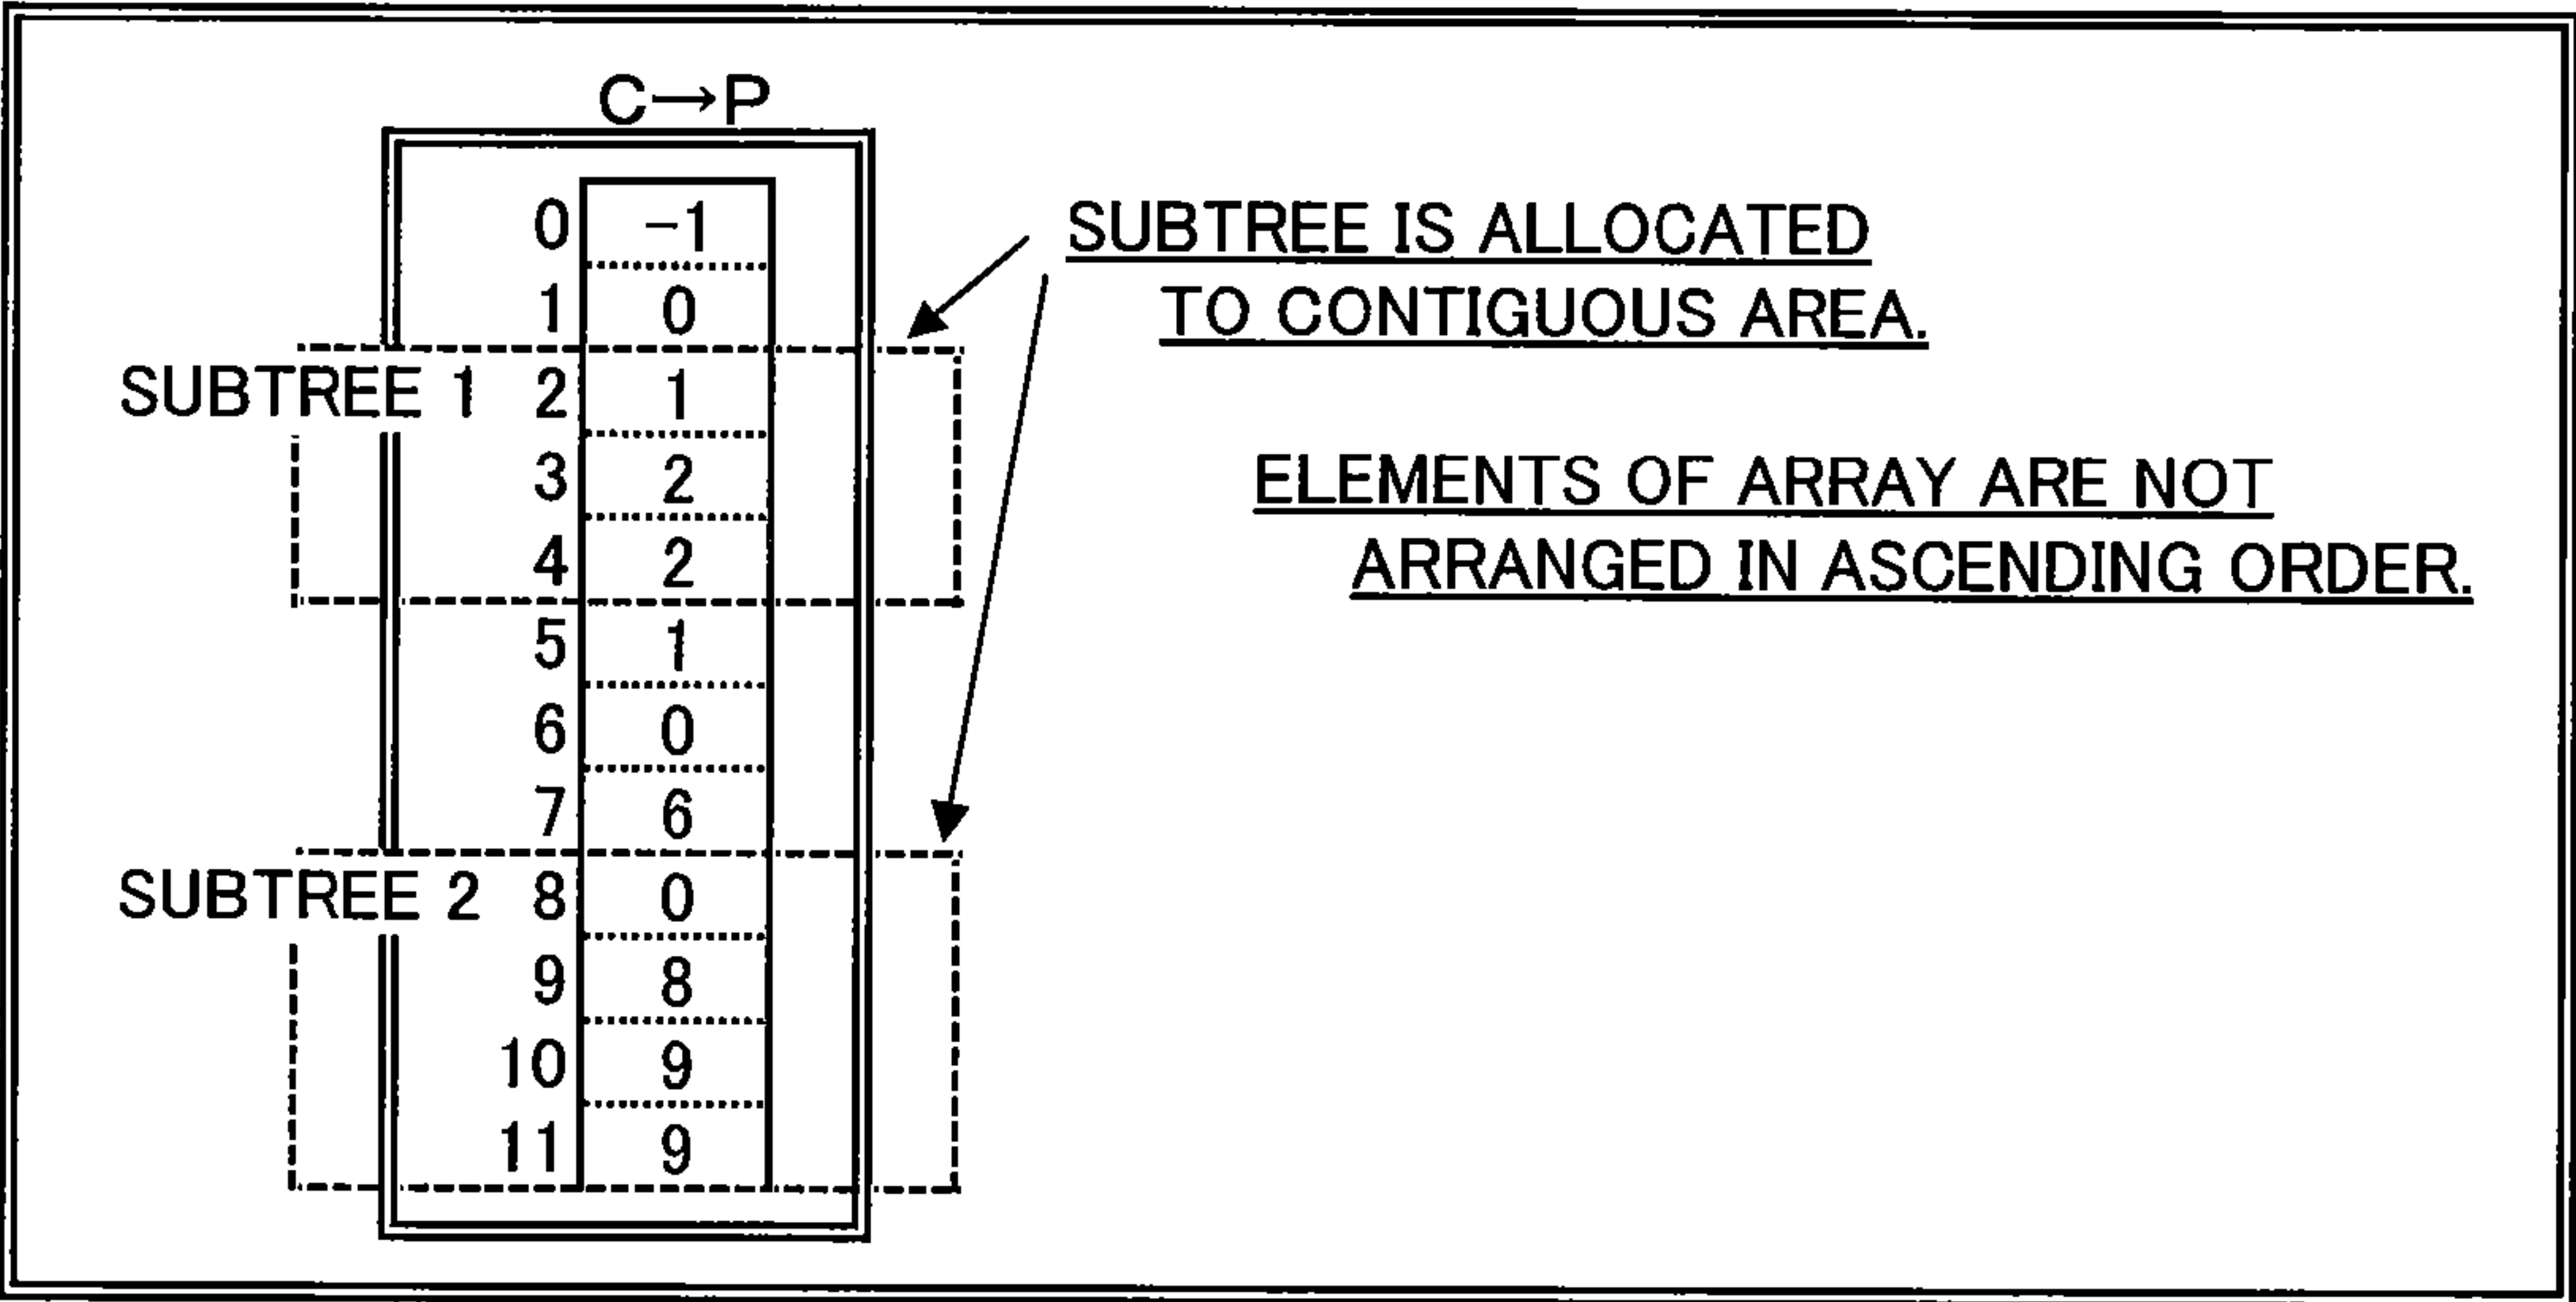 C→P
0 -1
1 0
SUBTREE 1 2 1
3 2
4 2
5 1
6 0
7 6
SUBTREE 2 8 0
9 8
10 9
11 9
SUBTREE IS ALLOCATED
TO CONTIGUOUS AREA.
ELEMENTS OF ARRAY ARE NOT
ARRANGED IN ASCENDING ORDER.